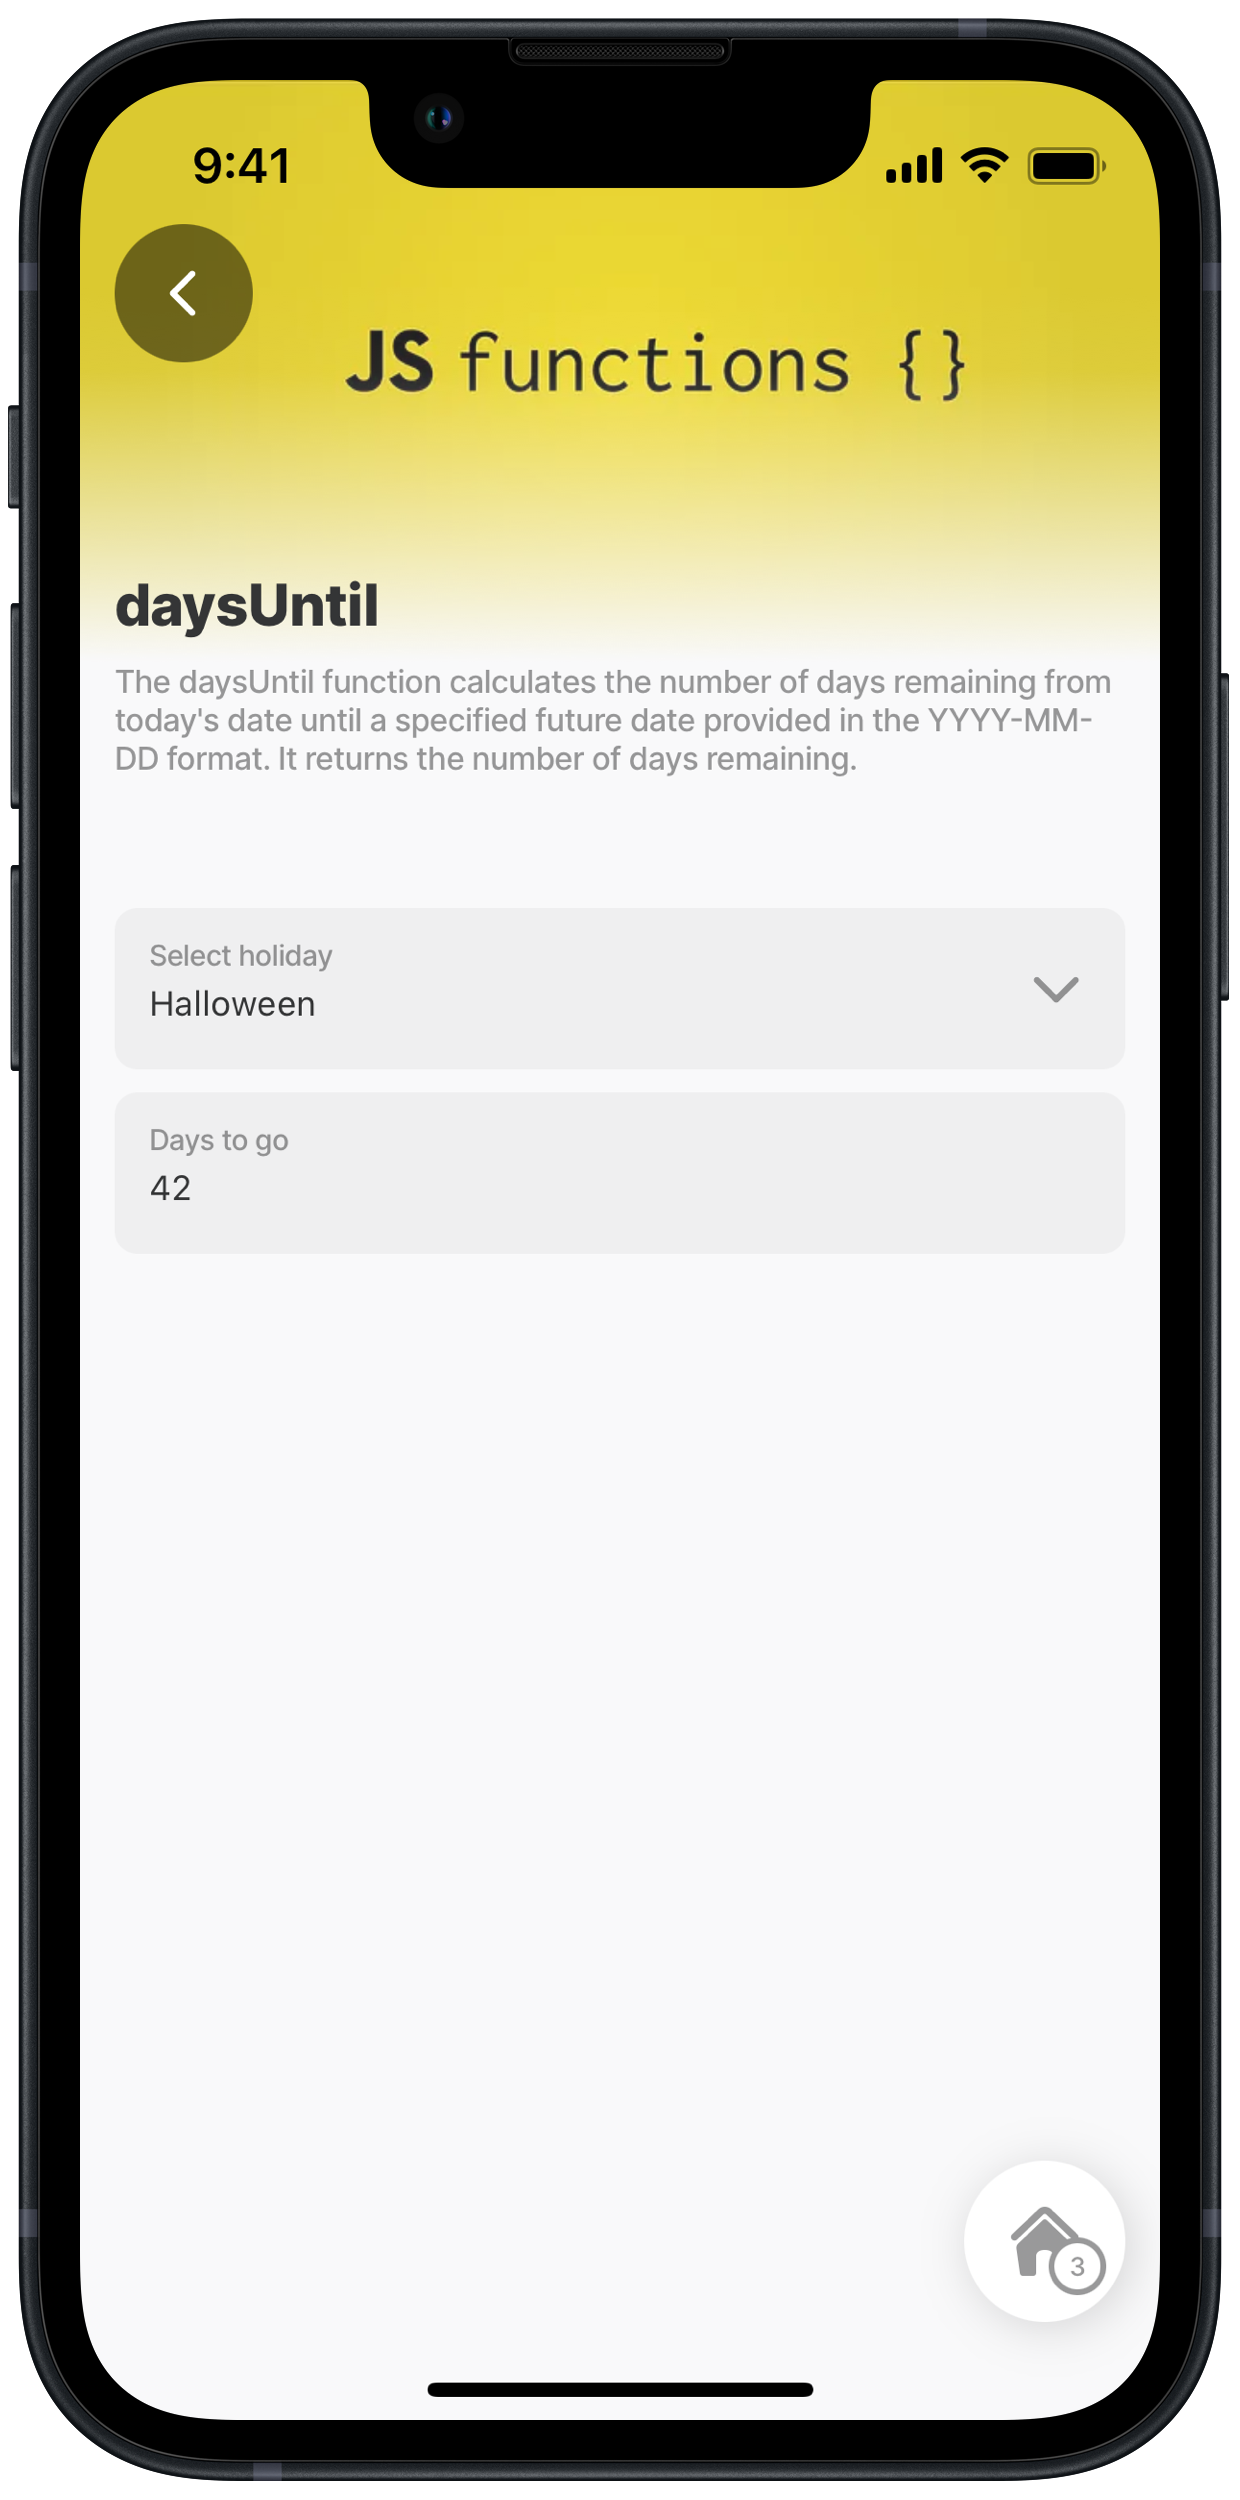 9:41
JS functions {}
daysUntil
The daysUntil function calculates the number of days remaining from
today's date until a specified future date provided in the YYYY-MM-
DD format. It returns the number of days remaining.
Select holiday
Halloween
Days to go
42
3